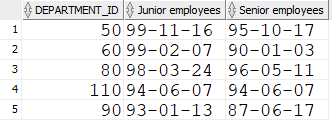 DEPARTMENT_ID Junior employees Senior employees
1 50 99-11-16 95-10-17
2 60 99-02-07 90-01-03
3 80 98-03-24 96-05-11
4 110 94-06-07 94-06-07
5 90 93-01-13 87-06-17